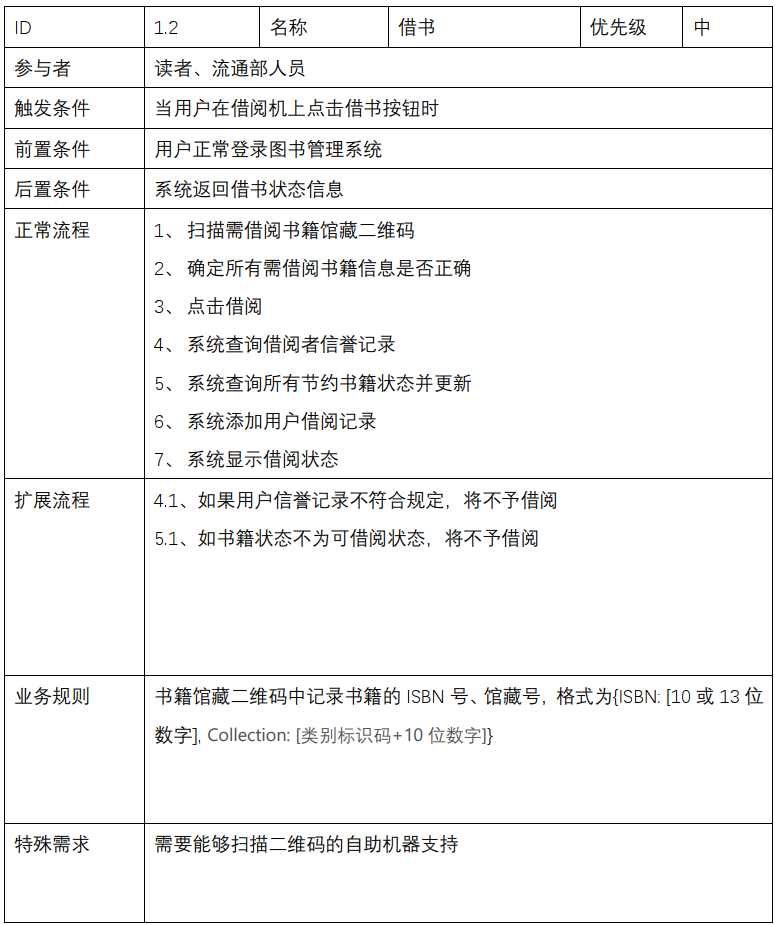 ID 1.2 名称 借书 优先级 中
参与者 读者、流通部人员
触发条件 当用户在借阅机上点击借书按钮时
前置条件 用户正常登录图书管理系统
后置条件 系统返回借书状态信息
正常流程 1、 扫描需借阅书籍馆藏二维码
2、 确定所有需借阅书籍信息是否正确
3、 点击借阅
4、 系统查询借阅者信誉记录
5、 系统查询所有节约书籍状态并更新
6、 系统添加用户借阅记录
7、 系统显示借阅状态
扩展流程 4.1、如果用户信誉记录不符合规定，将不予借阅
5.1、如书籍状态不为可借阅状态，将不予借阅
业务规则 书籍馆藏二维码中记录书籍的 ISBN 号、馆藏号，格式为{ISBN: [10 或 13 位
数字], Collection: [类别标识码+10 位数字]}
特殊需求 需要能够扫描二维码的自助机器支持